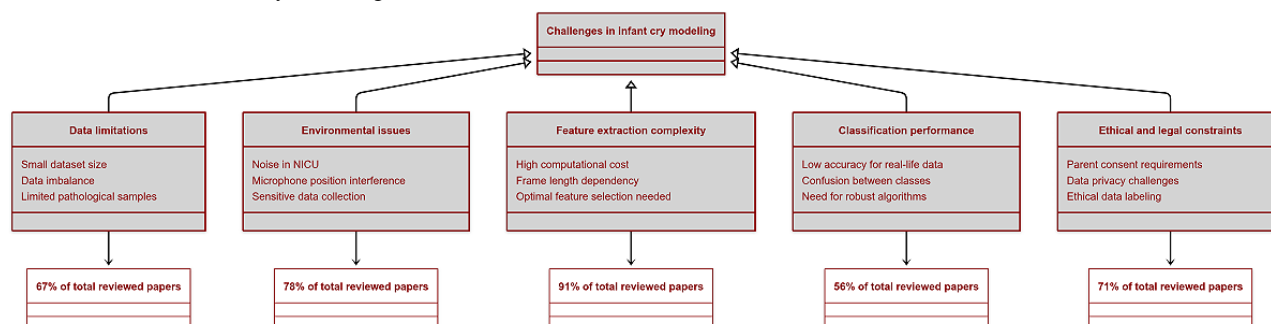 Challenges in infant cry modeling
Data limitations
Small dataset size
Data imbalance
Limited pathological samples
67% of total reviewed papers
Environmental issues
Noise in NICU
Microphone position interference
Sensitive data collection
78% of total reviewed papers
Feature extraction complexity
High computational cost
Frame length dependency
Optimal feature selection needed
91% of total reviewed papers
Classification performance
Low accuracy for real-life data
Confusion between classes
Need for robust algorithms
56% of total reviewed papers
Ethical and legal constraints
Parent consent requirements
Data privacy challenges
Ethical data labeling
71% of total reviewed papers